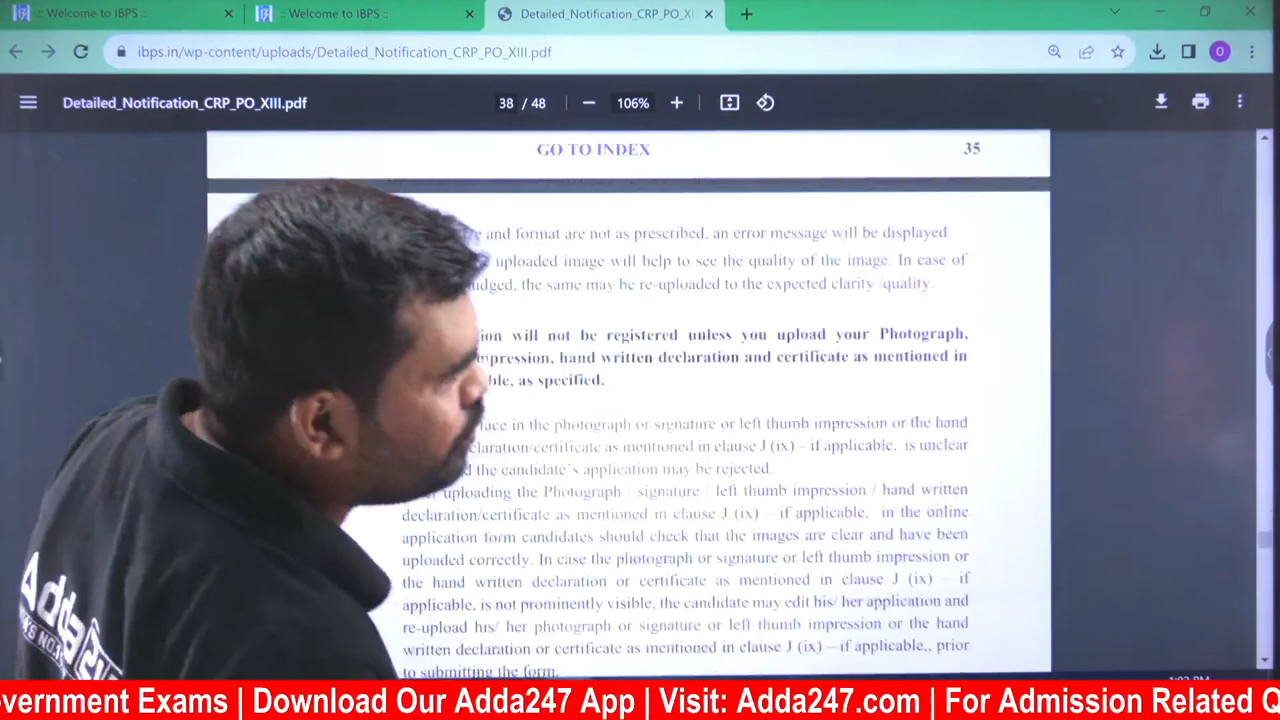 :: Welcome to IBPS ::
:: Welcome to IBPS ::
Detailed_Notification_CRP_PO_XI
ibps.in/wp-content/uploads/Detailed_Notification_CRP_PO_XIII.pdf
O
Detailed_Notification_CRP_PO_XIII.pdf
38 / 48
106%
GO TO INDEX 35
and format are not as prescribed, an error message will be displayed.
uploaded image will help to see the quality of the image. In case of
the same may be re-uploaded to the expected clarity /quality.
will not be registered unless you upload your Photograph,
hand written declaration and certificate as mentioned in
as specified.
in the photograph or signature or left thumb impression or the hand
as mentioned in clause J (ix) – if applicable, is unclear
the candidate's application may be rejected.
uploading the Photograph / signature / left thumb impression / hand written
declaration/certificate as mentioned in clause J (ix) – if applicable, in the online
application form candidates should check that the images are clear and have been
uploaded correctly. In case the photograph or signature or left thumb impression or
the hand written declaration or certificate as mentioned in clause J (ix) – if
applicable, is not prominently visible, the candidate may edit his/ her application and
re-upload his/ her photograph or signature or left thumb impression or the hand
written declaration or certificate as mentioned in clause J (ix) – if applicable,, prior
to submitting the form.
Adda24
overnment Exams | Download Our Adda247 App | Visit: Adda247.com | For Admission Related Q